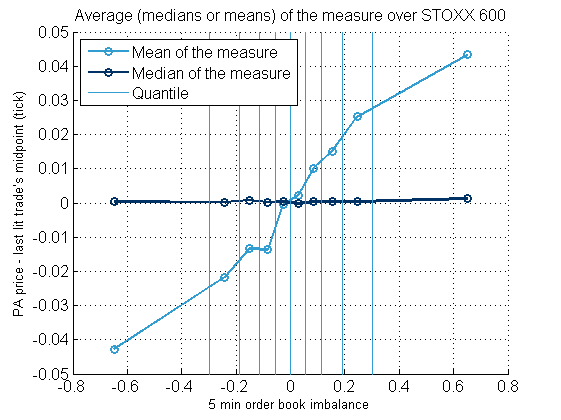 Average (medians or means) of the measure over STOXX 600
0.05
0.04
0.03
0.02
0.01
0
-0.01
-0.02
-0.03
-0.04
-0.05
PA price - last lit trade's midpoint (tick)
Mean of the measure
Median of the measure
Quantile
-0.8 -0.6 -0.4 -0.2 0 0.2 0.4 0.6 0.8
5 min order book imbalance